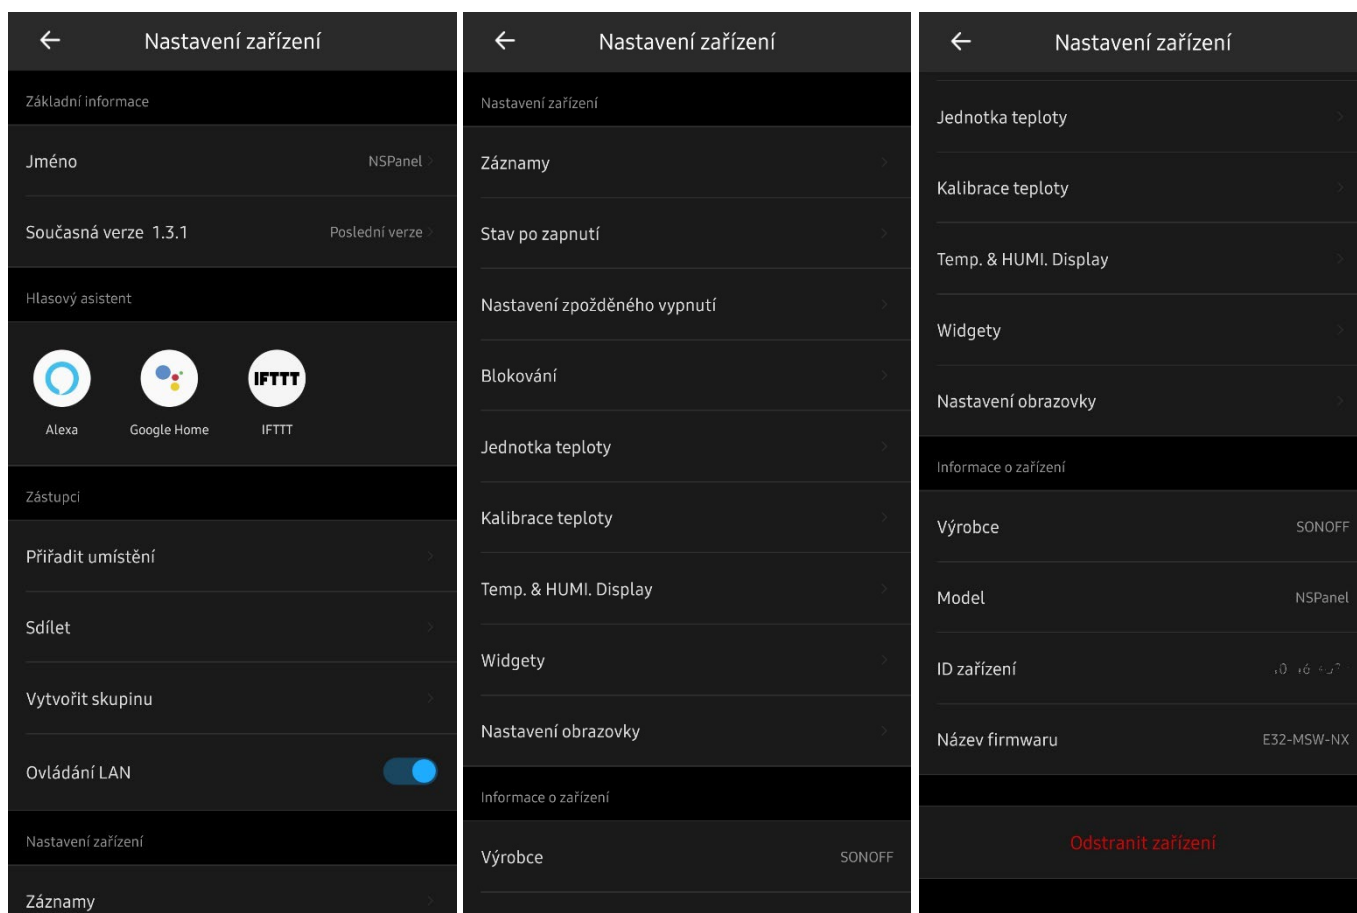 Nastavení zařízení
Základní informace
Jméno NSPanel
Současná verze 1.3.1 Poslední verze
Hlasový asistent
IFTTT
Alexa Google Home IFTTT
Zástupci
Přiřadit umístění
Sdílet
Vytvořit skupinu
Ovládání LAN
Nastavení zařízení
Záznamy
Nastavení zařízení
Nastavení zařízení
Záznamy
Stav po zapnutí
Nastavení zpožděného vypnutí
Blokování
Jednotka teploty
Kalibrace teploty
Temp. & HUMI. Display
Widgety
Nastavení obrazovky
Informace o zařízení
Výrobce SONOFF
Nastavení zařízení
Jednotka teploty
Kalibrace teploty
Temp. & HUMI. Display
Widgety
Nastavení obrazovky
Informace o zařízení
Výrobce SONOFF
Model NSPanel
ID zařízení
Název firmwaru E32-MSW-NX
Odstranit zařízení